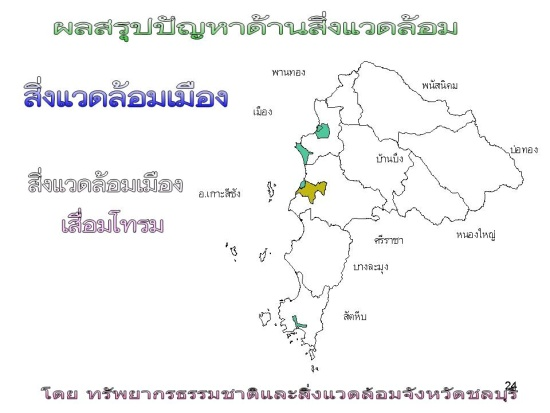 ผลสรุปปัญหาด้านสิ่งแวดล้อม
สิ่งแวดล้อมเมือง
พานทอง
พนัสนิคม
เมือง
บ่อทอง
บ้านบึง
สิ่งแวดล้อมเมือง
เสื่อมโทรม
อ.เกาะสีชัง
ศรีราชา
หนองใหญ่
บางละมุง
สัตหีบ
24
โดย ทรัพยากรธรรมชาติและสิ่งแวดล้อมจังหวัดชลบุรี